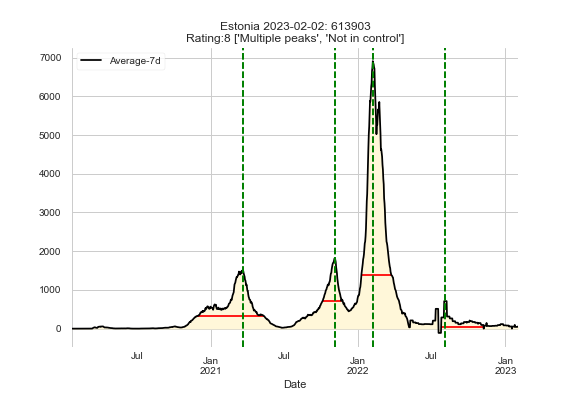 Estonia 2023-02-02: 613903
Rating:8 ['Multiple peaks', 'Not in control']
Average-7d
7000
6000
5000
4000
3000
2000
1000
0
Jul
Jan
2021
Jul
Jan
2022
Jul
Jan
2023
Date